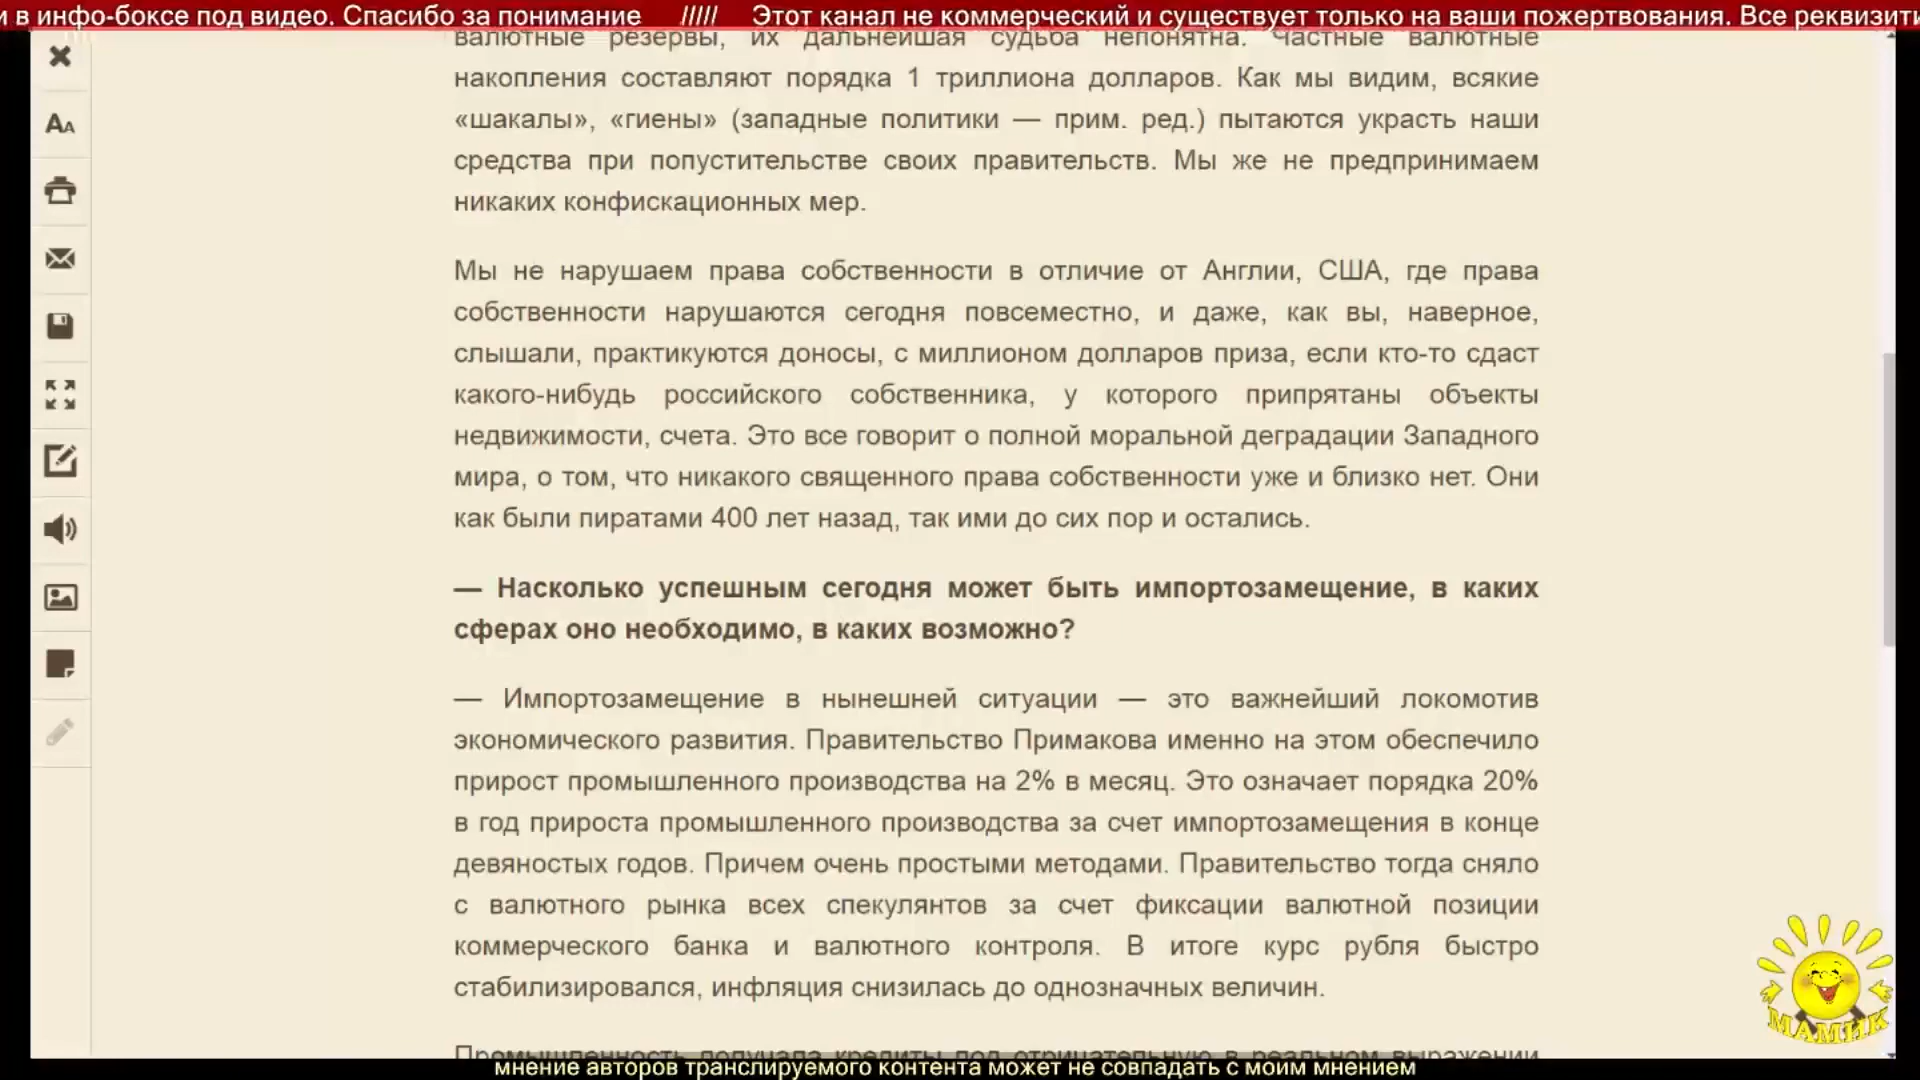 и в инфо-боксе под видео. Спасибо за понимание ///// Этот канал не коммерческий и существует только на ваши пожертвования. Все реквизит
валютные резервы, их дальнейшая судьба непонятна. Частные валютные
накопления составляют порядка 1 триллиона долларов. Как мы видим, всякие
«шакалы», «гиены» (западные политики — прим. ред.) пытаются украсть наши
средства при попустительстве своих правительств. Мы же не предпринимаем
никаких конфискационных мер.
Мы не нарушаем права собственности в отличие от Англии, США, где права
собственности нарушаются сегодня повсеместно, и даже, как вы, наверное,
слышали, практикуются доносы, с миллионом долларов приза, если кто-то сдаст
какого-нибудь российского собственника, у которого припрятаны объекты
недвижимости, счета. Это все говорит о полной моральной деградации Западного
мира, о том, что никакого священного права собственности уже и близко нет. Они
как были пиратами 400 лет назад, так ими до сих пор и остались.
— Насколько успешным сегодня может быть импортозамещение, в каких
сферах оно необходимо, в каких возможно?
— Импортозамещение в нынешней ситуации — это важнейший локомотив
экономического развития. Правительство Примакова именно на этом обеспечило
прирост промышленного производства на 2% в месяц. Это означает порядка 20%
в год прироста промышленного производства за счет импортозамещения в конце
девяностых годов. Причем очень простыми методами. Правительство тогда сняло
с валютного рынка всех спекулянтов за счет фиксации валютной позиции
коммерческого банка и валютного контроля. В итоге курс рубля быстро
стабилизировался, инфляция снизилась до однозначных величин.
Промышленность получала кредиты под отрицательную в реальном выражении
МАМИК
мнение авторов транслируемого контента может не совпадать с моим мнением